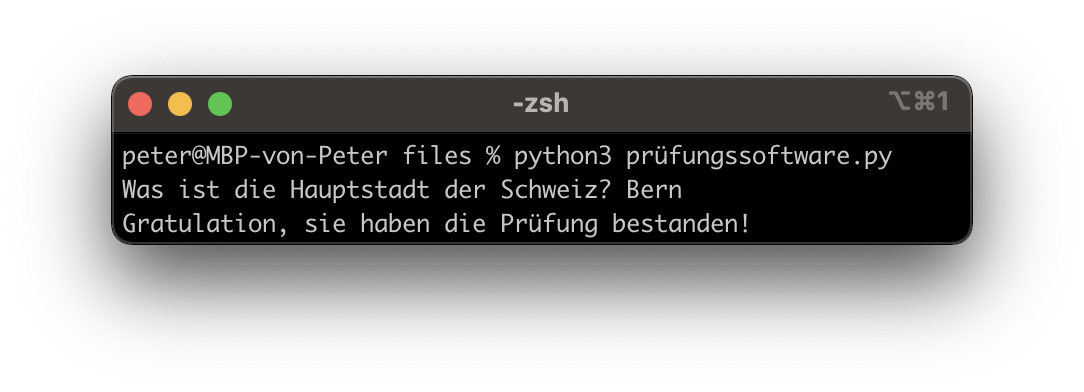 -zsh
⌥⌘1
peter@MBP-von-Peter files % python3 prüfungssoftware.py
Was ist die Hauptstadt der Schweiz? Bern
Gratulation, sie haben die Prüfung bestanden!